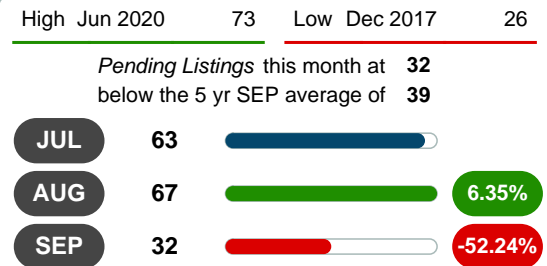 High Jun 2020 73 Low Dec 2017 26
Pending Listings this month at 32
below the 5 yr SEP average of 39
JUL 63
AUG 67 6.35%
SEP 32 -52.24%